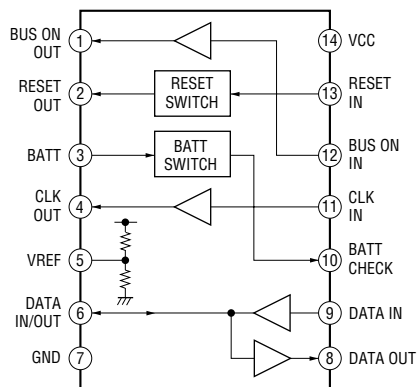 BUS ON
OUT
1
14
VCC
RESET
OUT
2
RESET
SWITCH
13
RESET
IN
BATT
3
BATT
SWITCH
12
BUS ON
IN
CLK
OUT
4
11
CLK
IN
VREF
5
10
BATT
CHECK
DATA
IN/OUT
6
9
DATA IN
GND
7
8
DATA OUT